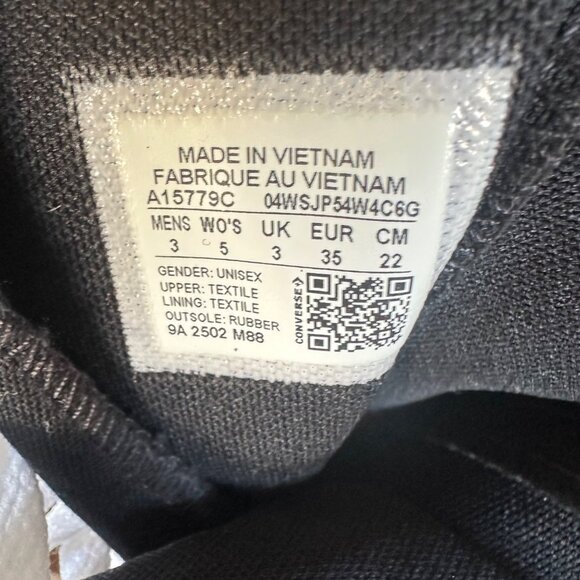 MADE IN VIETNAM
FABRIQUE AU VIETNAM
A15779C 04WSJP54W4C6G
MENS WO'S UK EUR CM
3 5 3 35 22
GENDER: UNISEX
UPPER: TEXTILE
LINING: TEXTILE
OUTSOLE: RUBBER
9A 2502 M88
CONVERSE